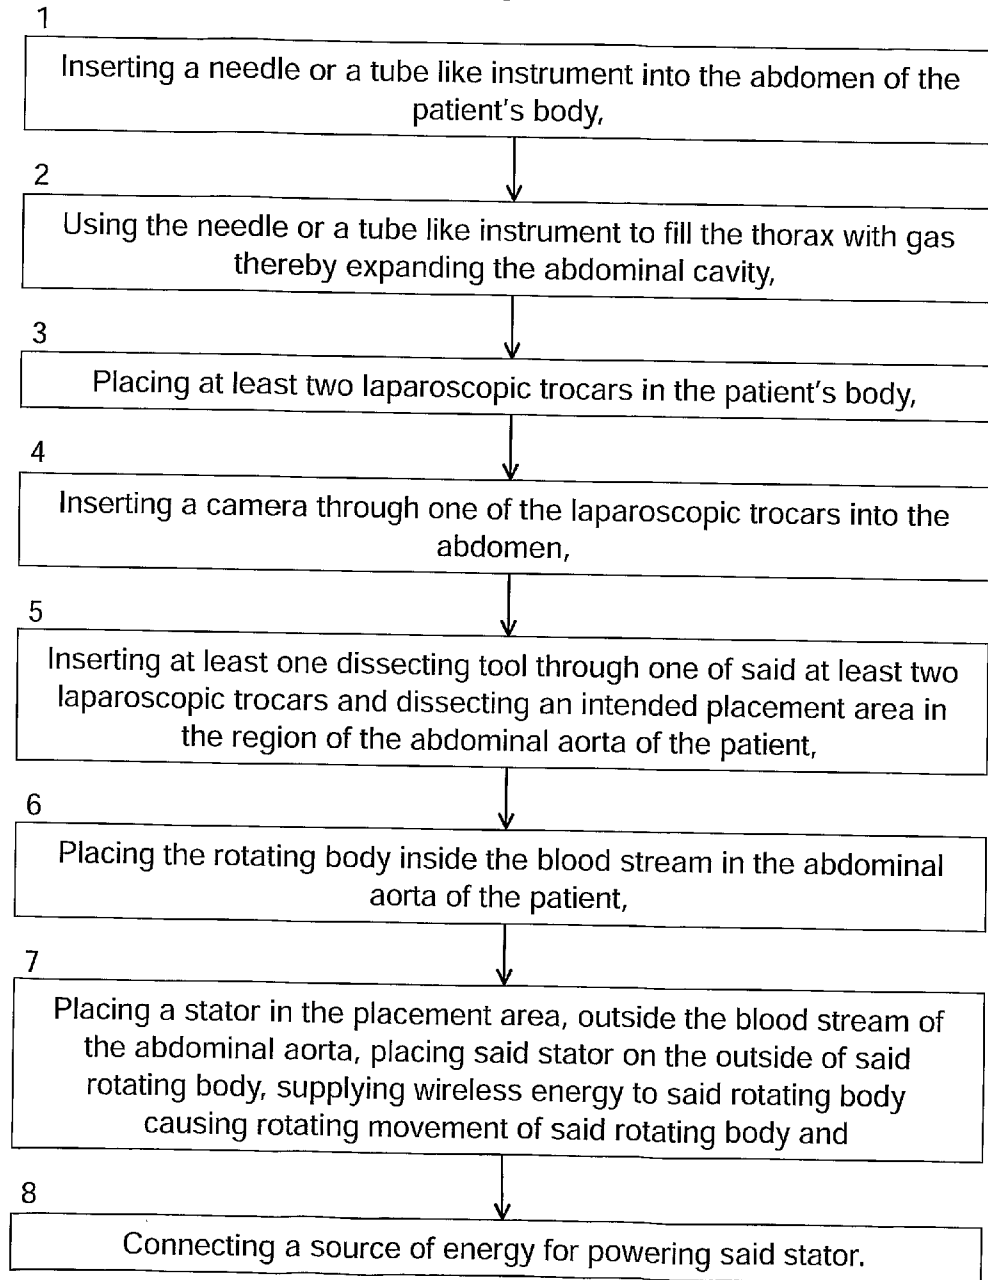 1
Inserting a needle or a tube like instrument into the abdomen of the
patient's body,
2
Using the needle or a tube like instrument to fill the thorax with gas
thereby expanding the abdominal cavity,
3
Placing at least two laparoscopic trocars in the patient's body,
4
Inserting a camera through one of the laparoscopic trocars into the
abdomen,
5
Inserting at least one dissecting tool through one of said at least two
laparoscopic trocars and dissecting an intended placement area in
the region of the abdominal aorta of the patient,
6
Placing the rotating body inside the blood stream in the abdominal
aorta of the patient,
7
Placing a stator in the placement area, outside the blood stream of
the abdominal aorta, placing said stator on the outside of said
rotating body, supplying wireless energy to said rotating body
causing rotating movement of said rotating body and
8
Connecting a source of energy for powering said stator.